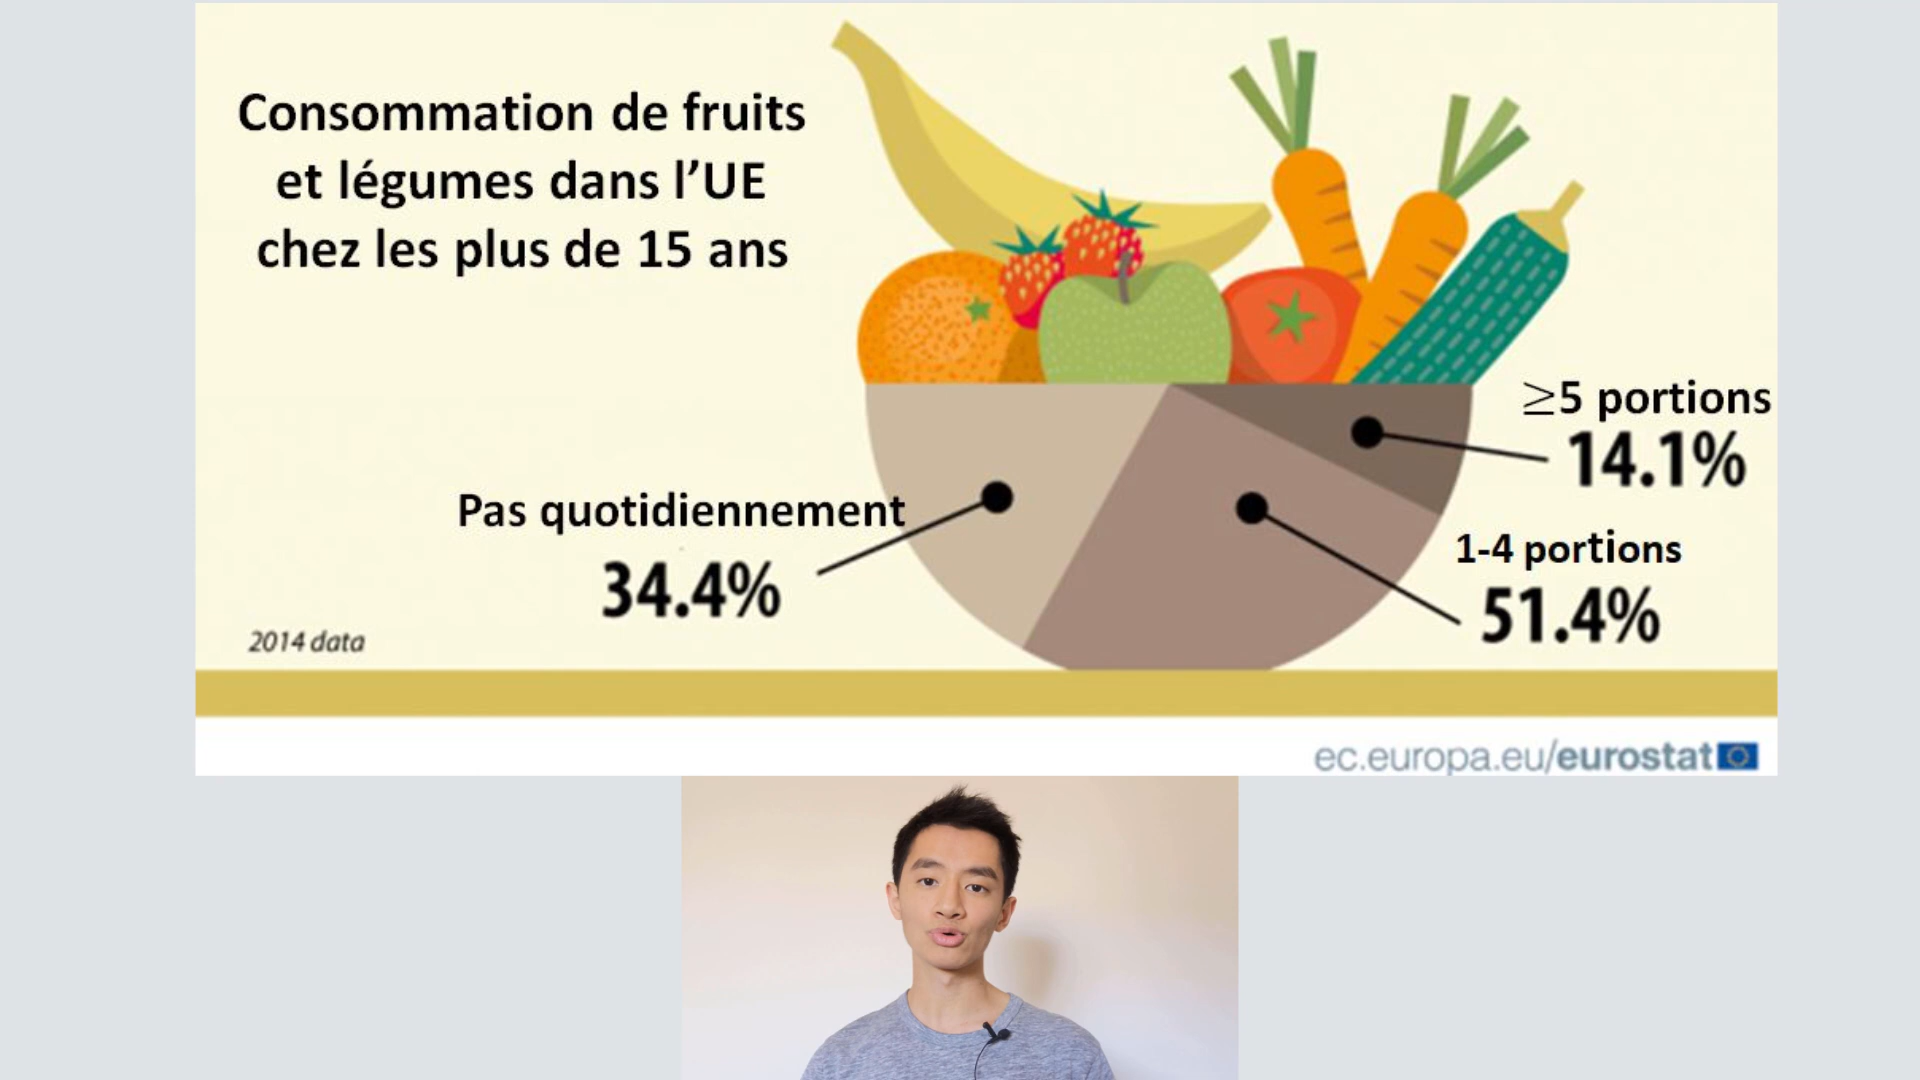 Consommation de fruits
et légumes dans l'UE
chez les plus de 15 ans
≥5 portions
14.1%
Pas quotidiennement
34.4%
1-4 portions
51.4%
2014 data
ec.europa.eu/eurostat